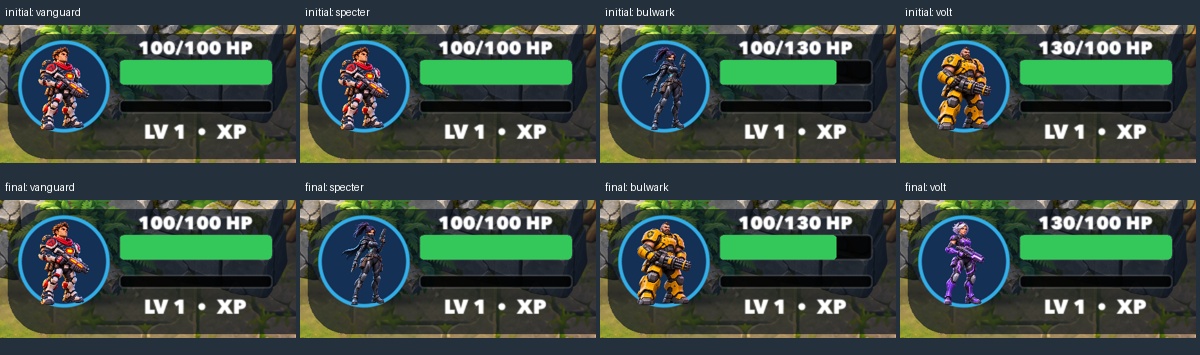 initial: vanguard
100/100 HP
LV 1 • XP
initial: specter
100/100 HP
LV 1 • XP
initial: bulwark
100/130 HP
LV 1 • XP
initial: volt
130/100 HP
LV 1 • XP
final: vanguard
100/100 HP
LV 1 • XP
final: specter
100/100 HP
LV 1 • XP
final: bulwark
100/130 HP
LV 1 • XP
final: volt
130/100 HP
LV 1 • XP